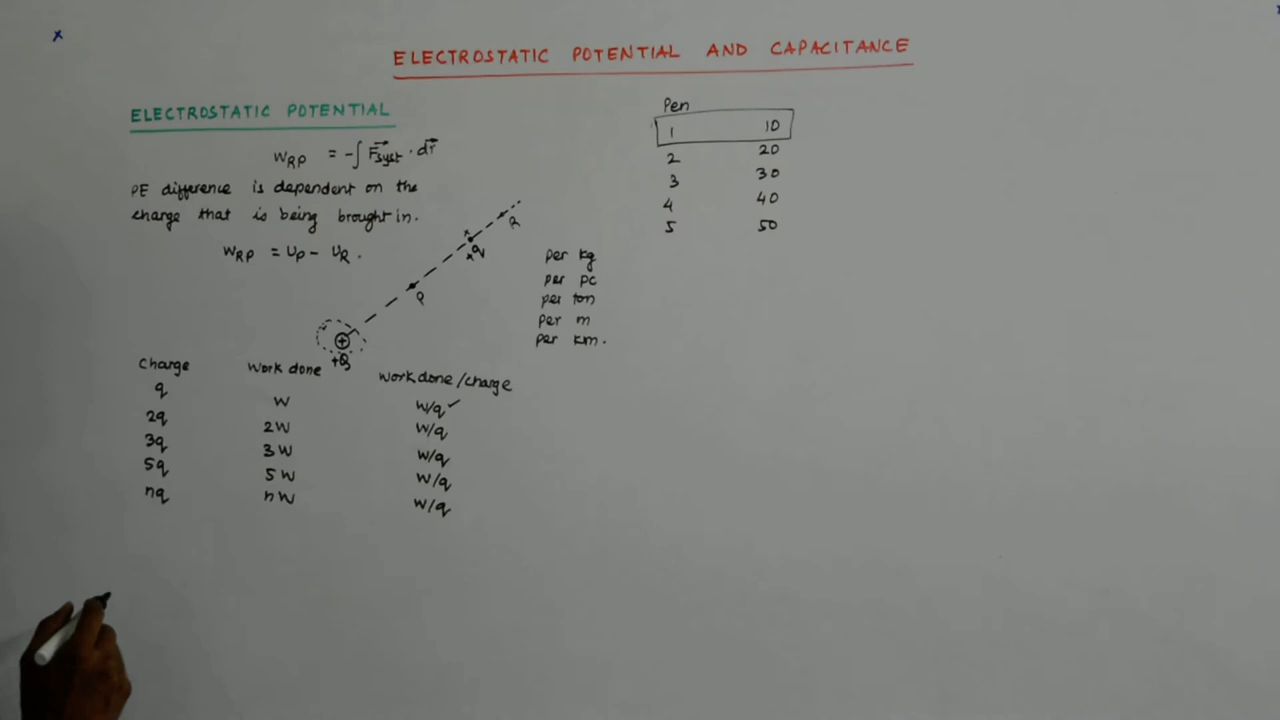 x
ELECTROSTATIC POTENTIAL AND CAPACITANCE
ELECTROSTATIC POTENTIAL
W_RP = -∫ F⃗_syst · dr⃗
PE difference is dependent on the
charge that is being brought in.
W_RP = U_P - U_R .
R
+q
P
+Q
Charge Work done Work done/charge
q W W/q ✓
2q 2W W/q
3q 3W W/q
5q 5W W/q
nq nW W/q
Pen
1 10
2 20
3 30
4 40
5 50
per kg
per pc
per ton
per m
per km.